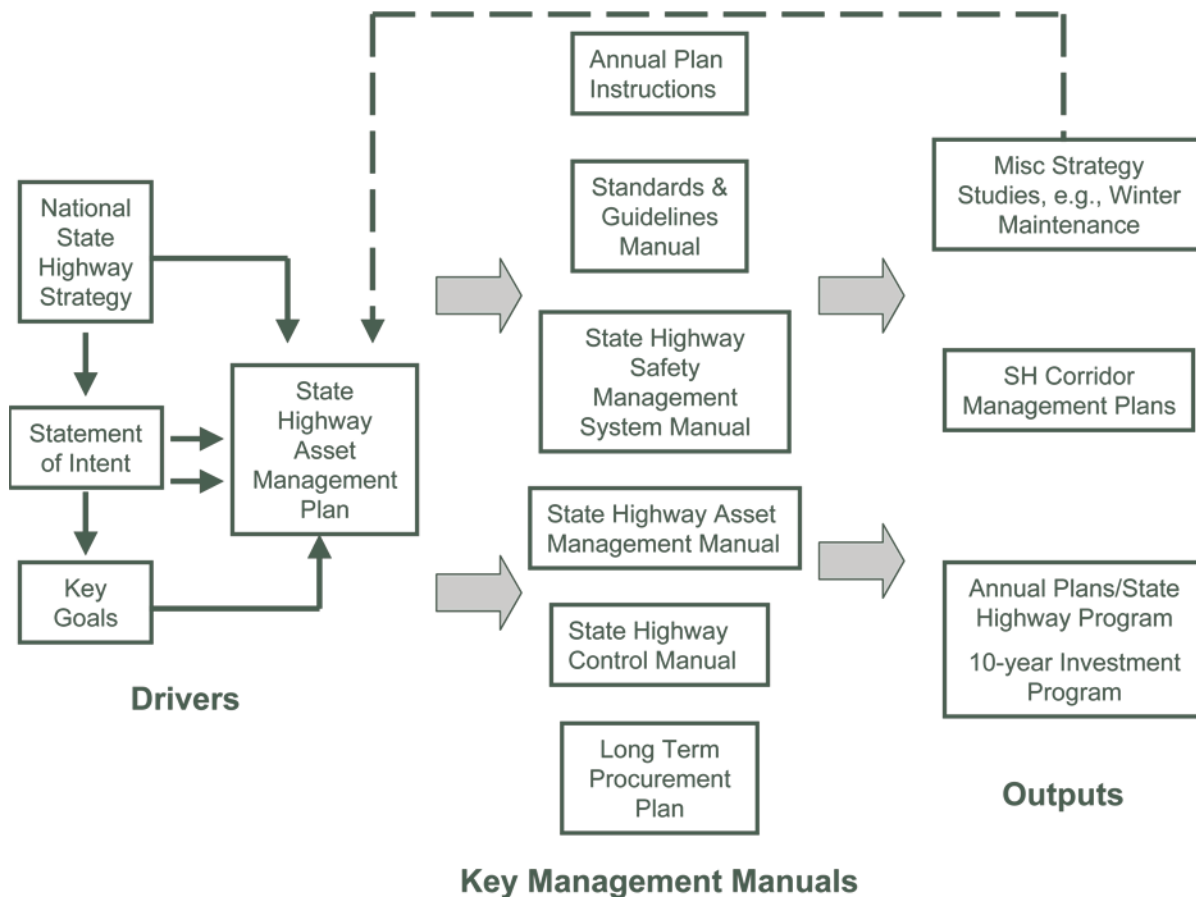 National
State
Highway
Strategy
Statement
of Intent
Key
Goals
State
Highway
Asset
Management
Plan
Drivers
Annual Plan
Instructions
Standards &
Guidelines
Manual
State Highway
Safety
Management
System Manual
State Highway Asset
Management Manual
State Highway
Control Manual
Long Term
Procurement
Plan
Key Management Manuals
Misc Strategy
Studies, e.g., Winter
Maintenance
SH Corridor
Management Plans
Annual Plans/State
Highway Program
10-year Investment
Program
Outputs